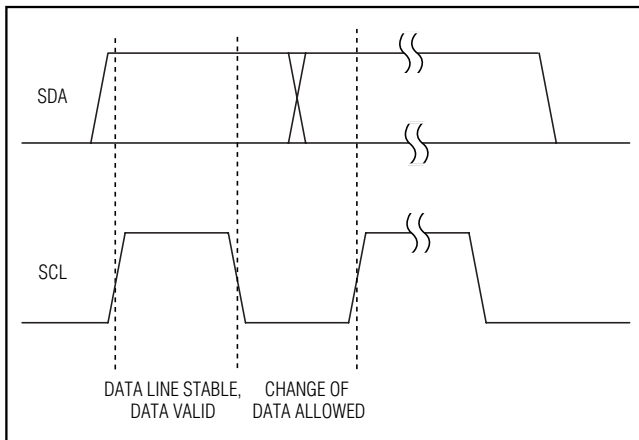 SDA
SCL
DATA LINE STABLE,
DATA VALID
CHANGE OF
DATA ALLOWED